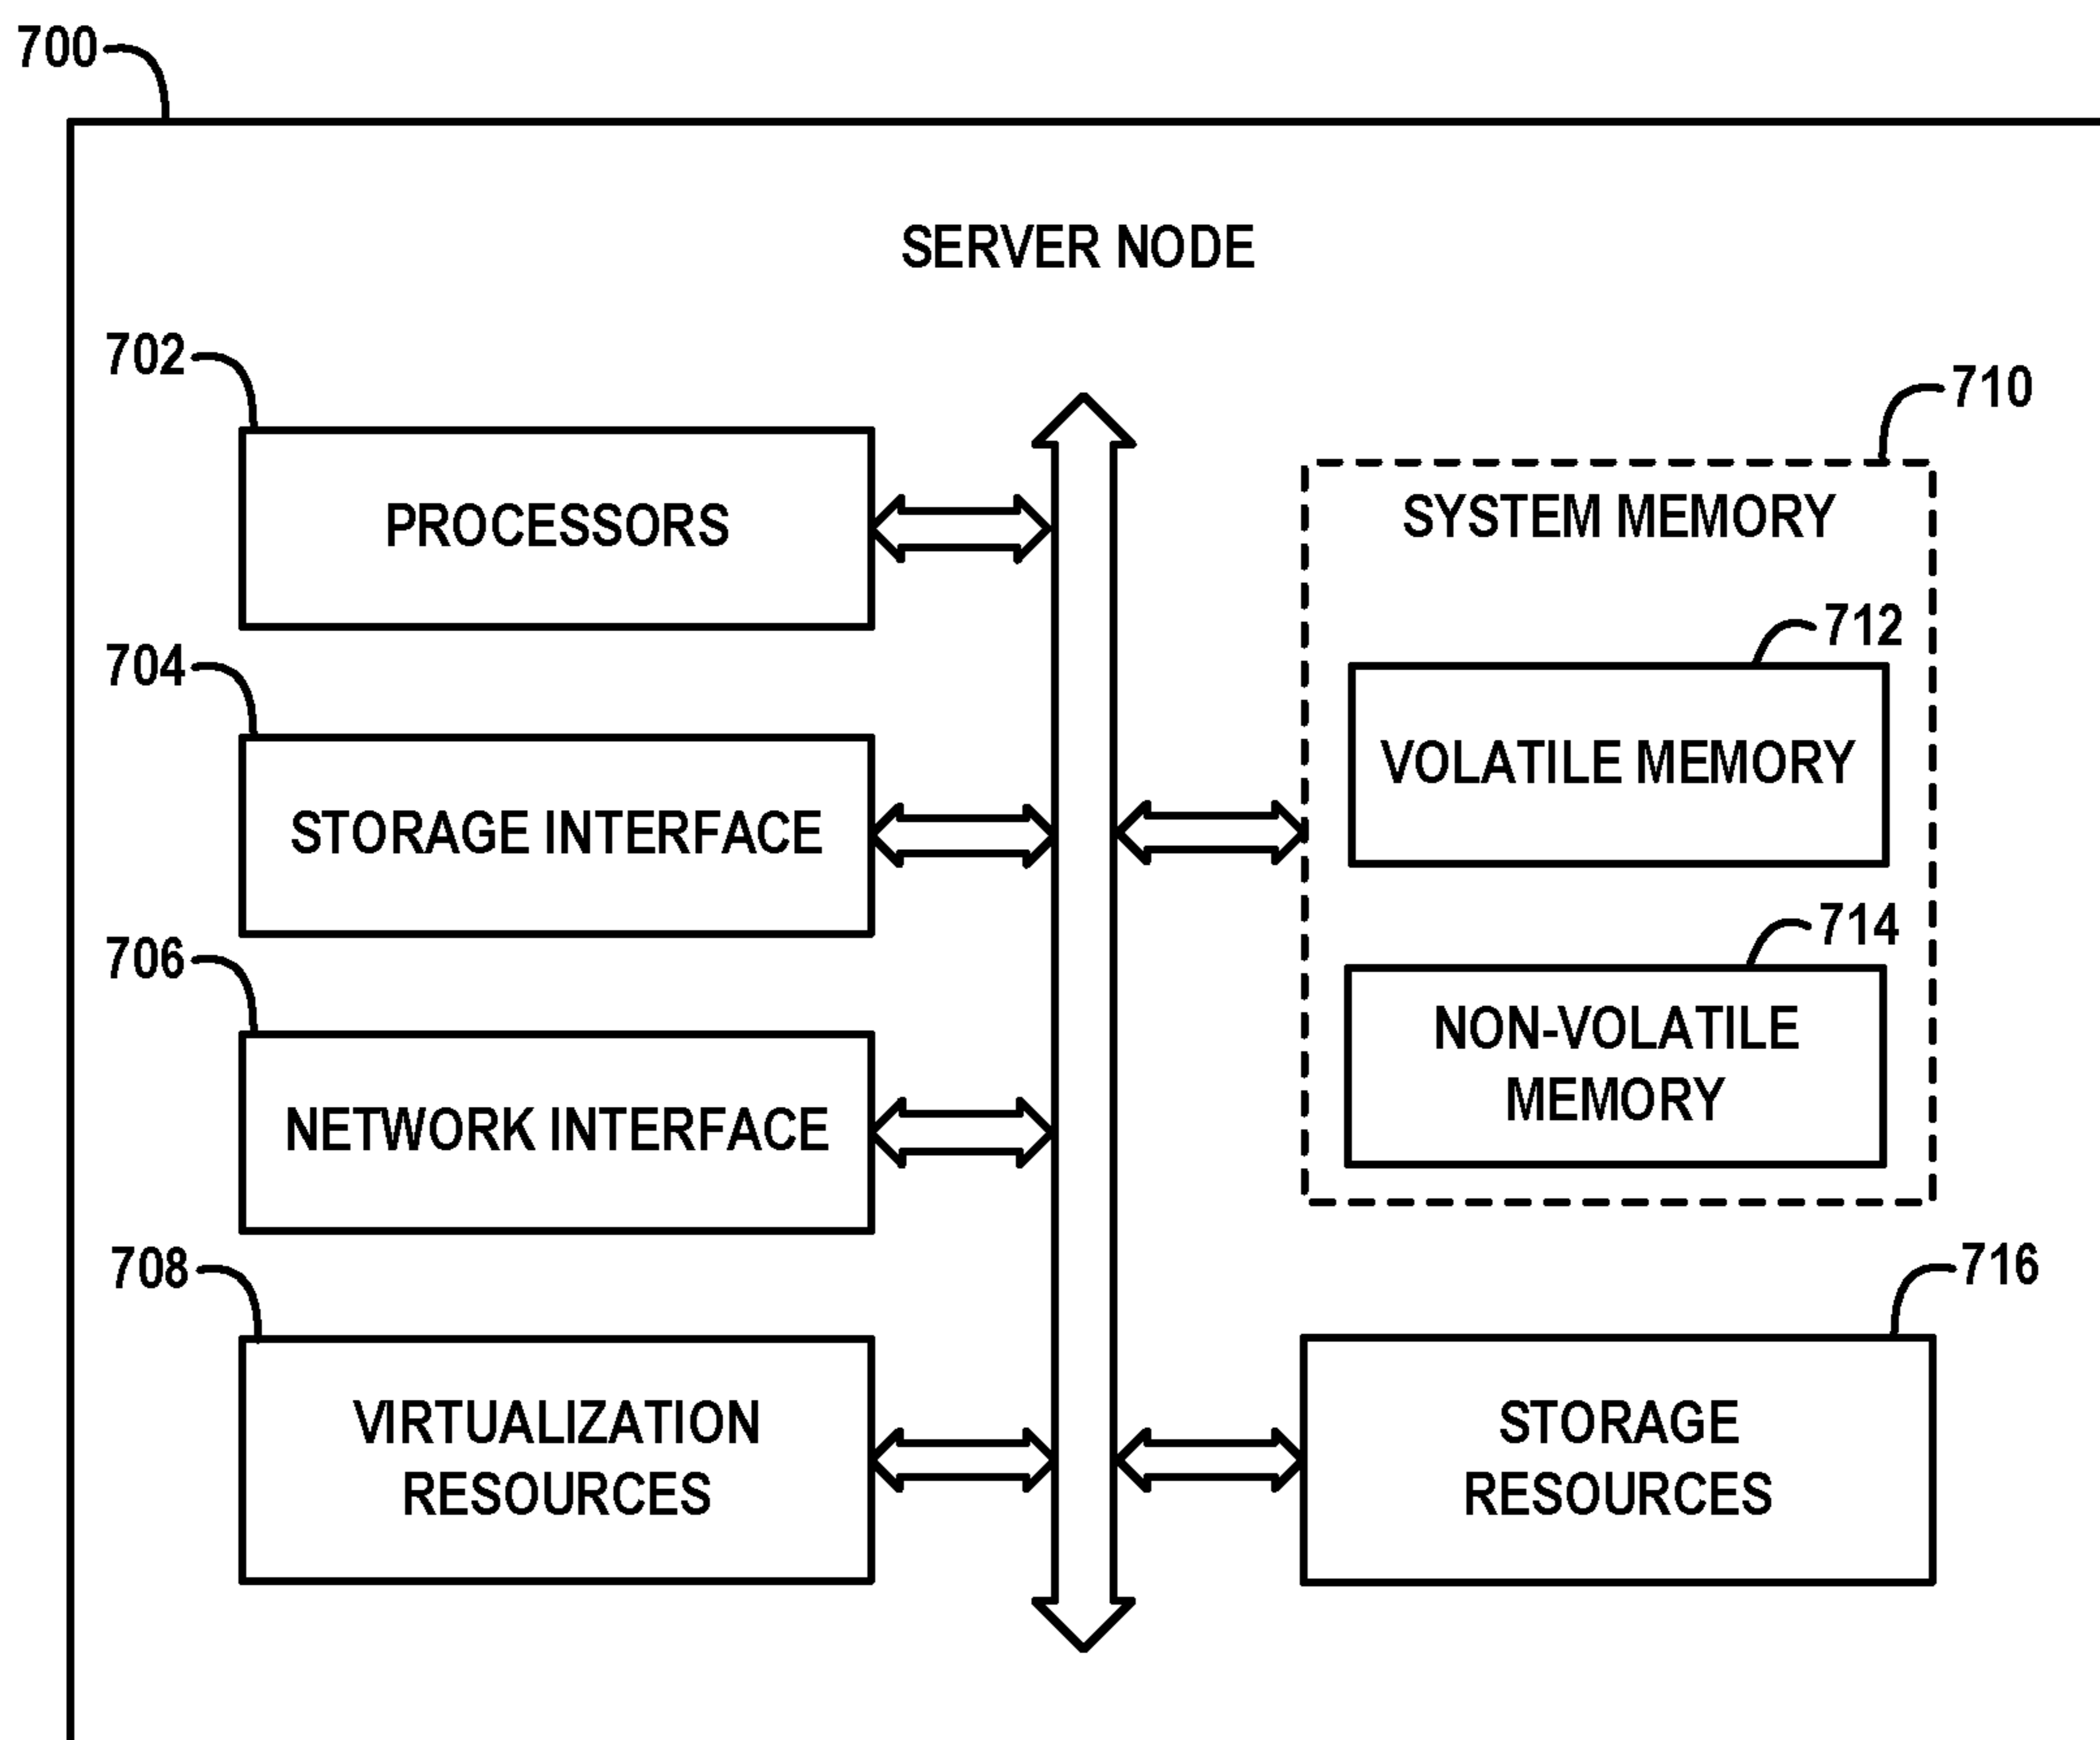 700
SERVER NODE
702
PROCESSORS
704
STORAGE INTERFACE
706
NETWORK INTERFACE
708
VIRTUALIZATION
RESOURCES
710
SYSTEM MEMORY
712
VOLATILE MEMORY
714
NON-VOLATILE
MEMORY
716
STORAGE
RESOURCES